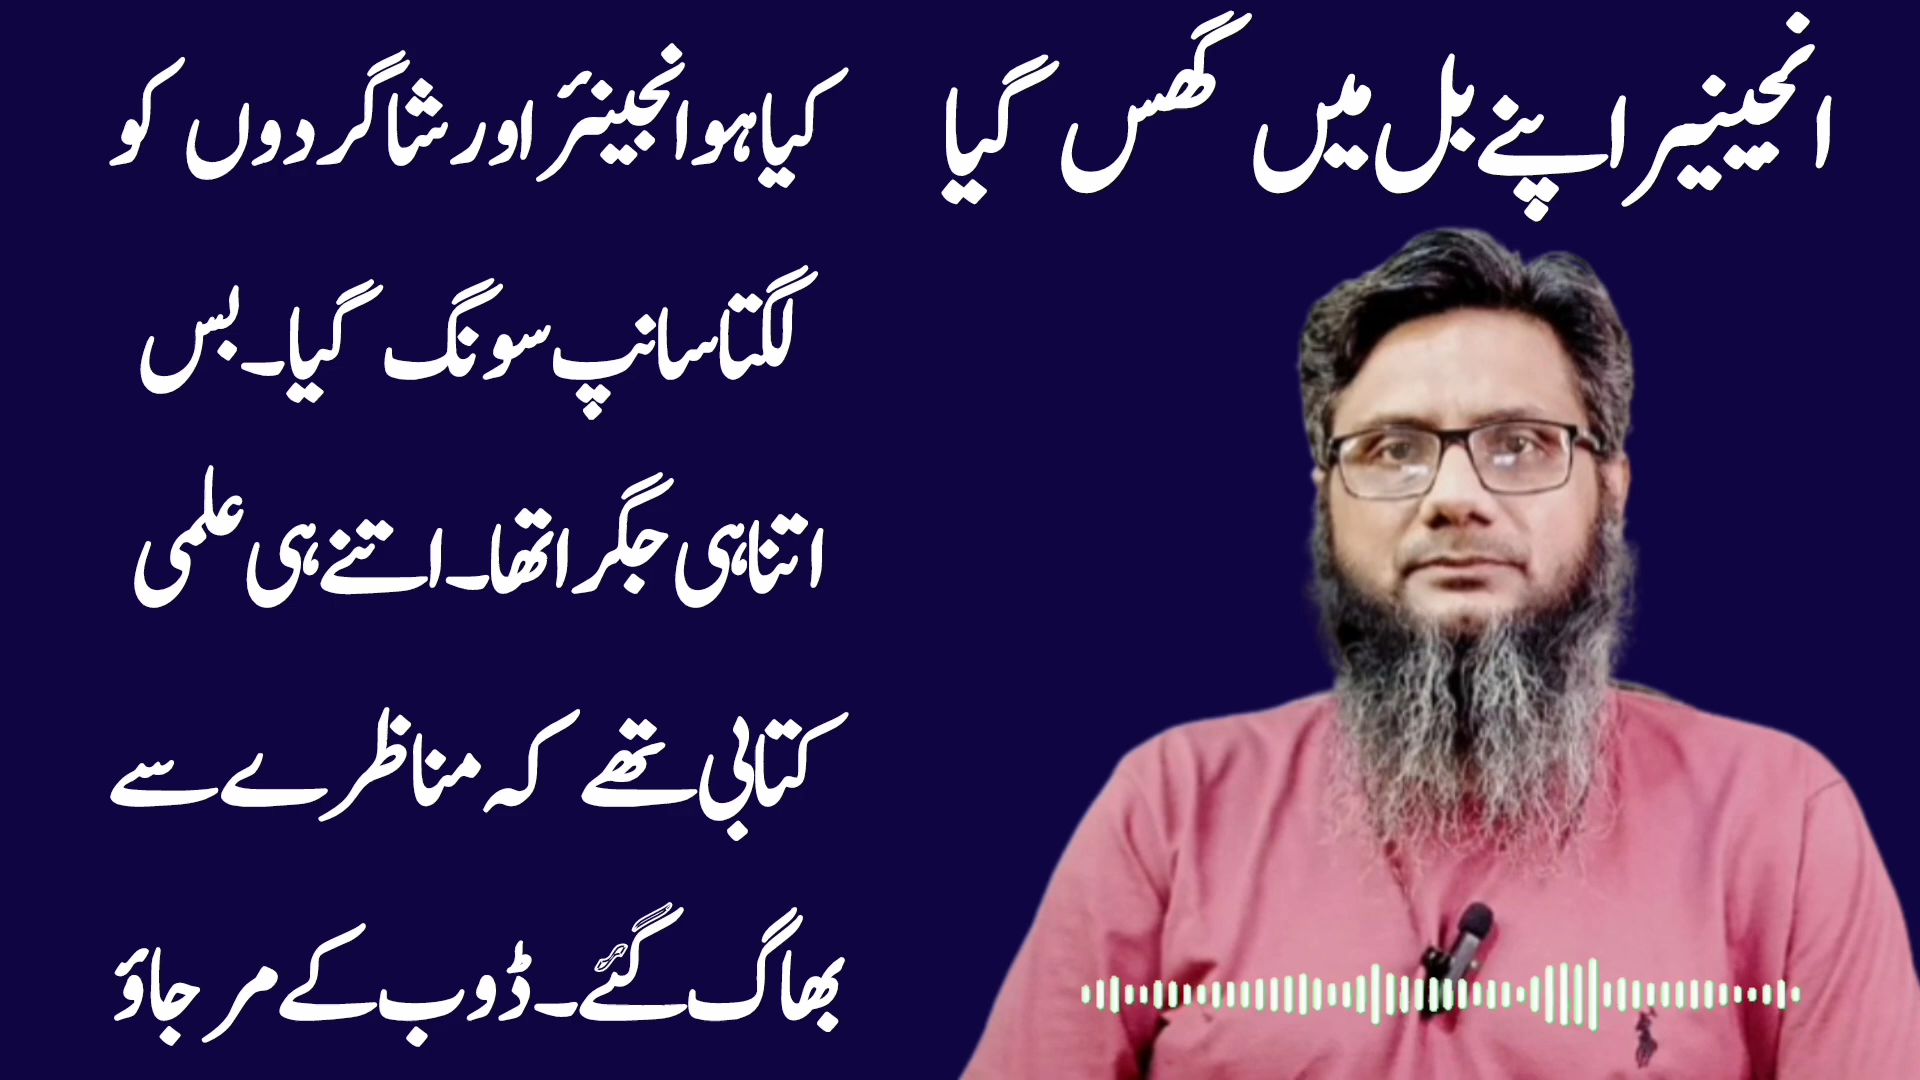 انجینیر اپنے بل میں گھس گیا
کیا ہو انجینئر اور شاگردوں کو
لگتا سانپ سونگ گیا۔ بس
اتنا ہی جگرا تھا۔ اتنے ہی علمی
کتابی تھے کہ مناظرے سے
بھاگ گئے۔ ڈوب کے مر جاؤ